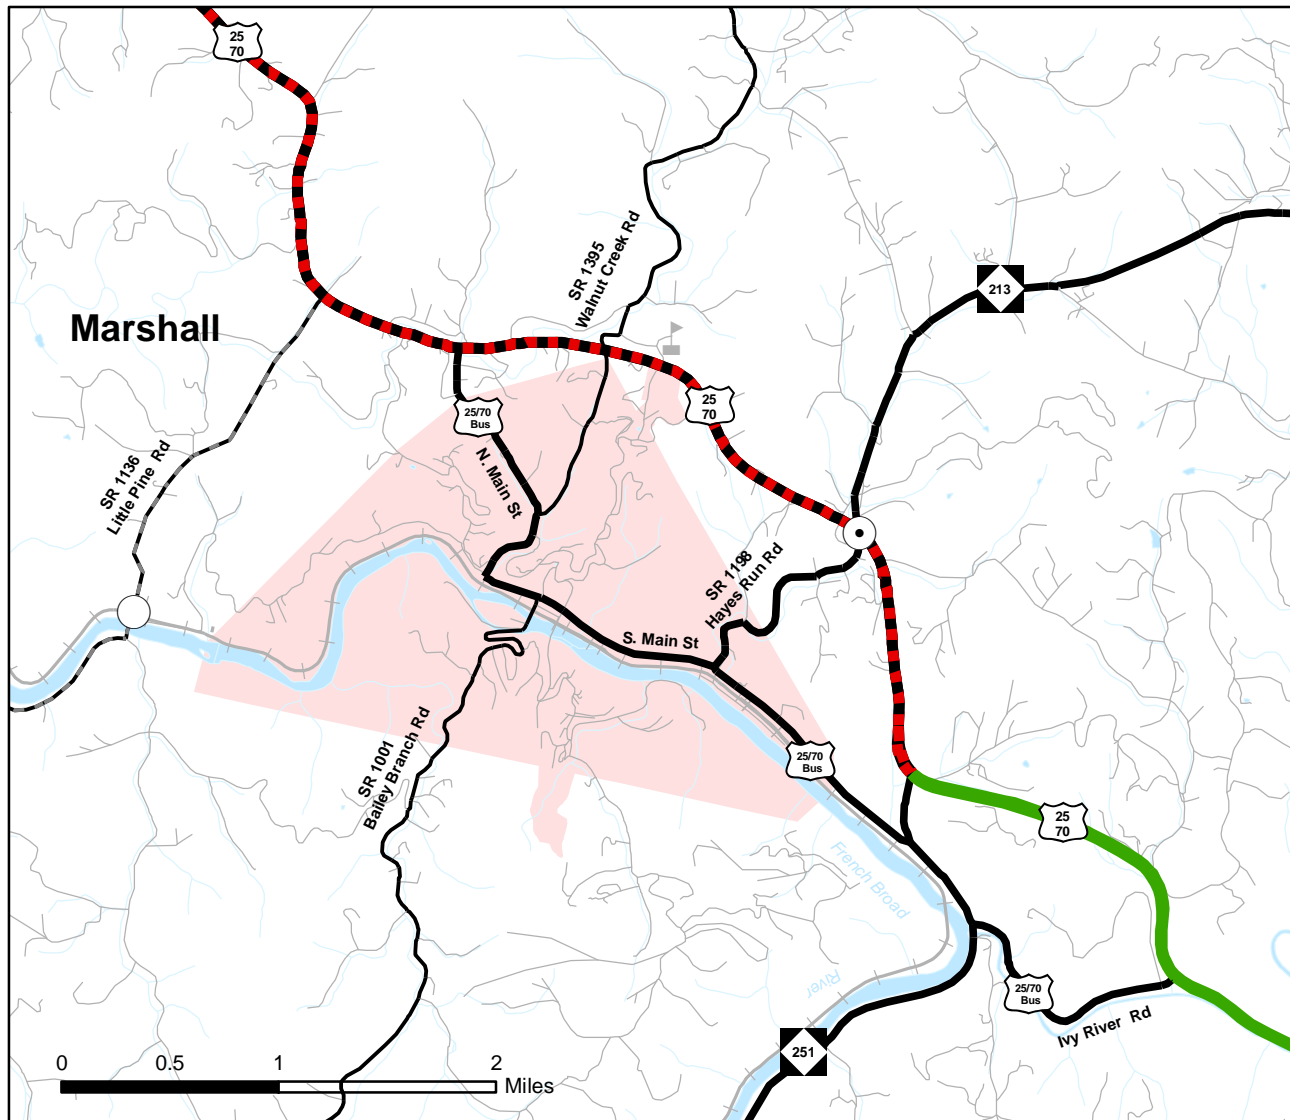 25
70
213
SR 1395
Walnut Creek Rd
Marshall
25
70
25/70
Bus
N. Main St
SR 1136
Little Pine Rd
SR 1198
Hayes Run Rd
S. Main St
SR 1001
Bailey Branch Rd
25/70
Bus
25
70
French Broad
River
25/70
Bus
Ivy River Rd
251
0 0.5 1 2
Miles